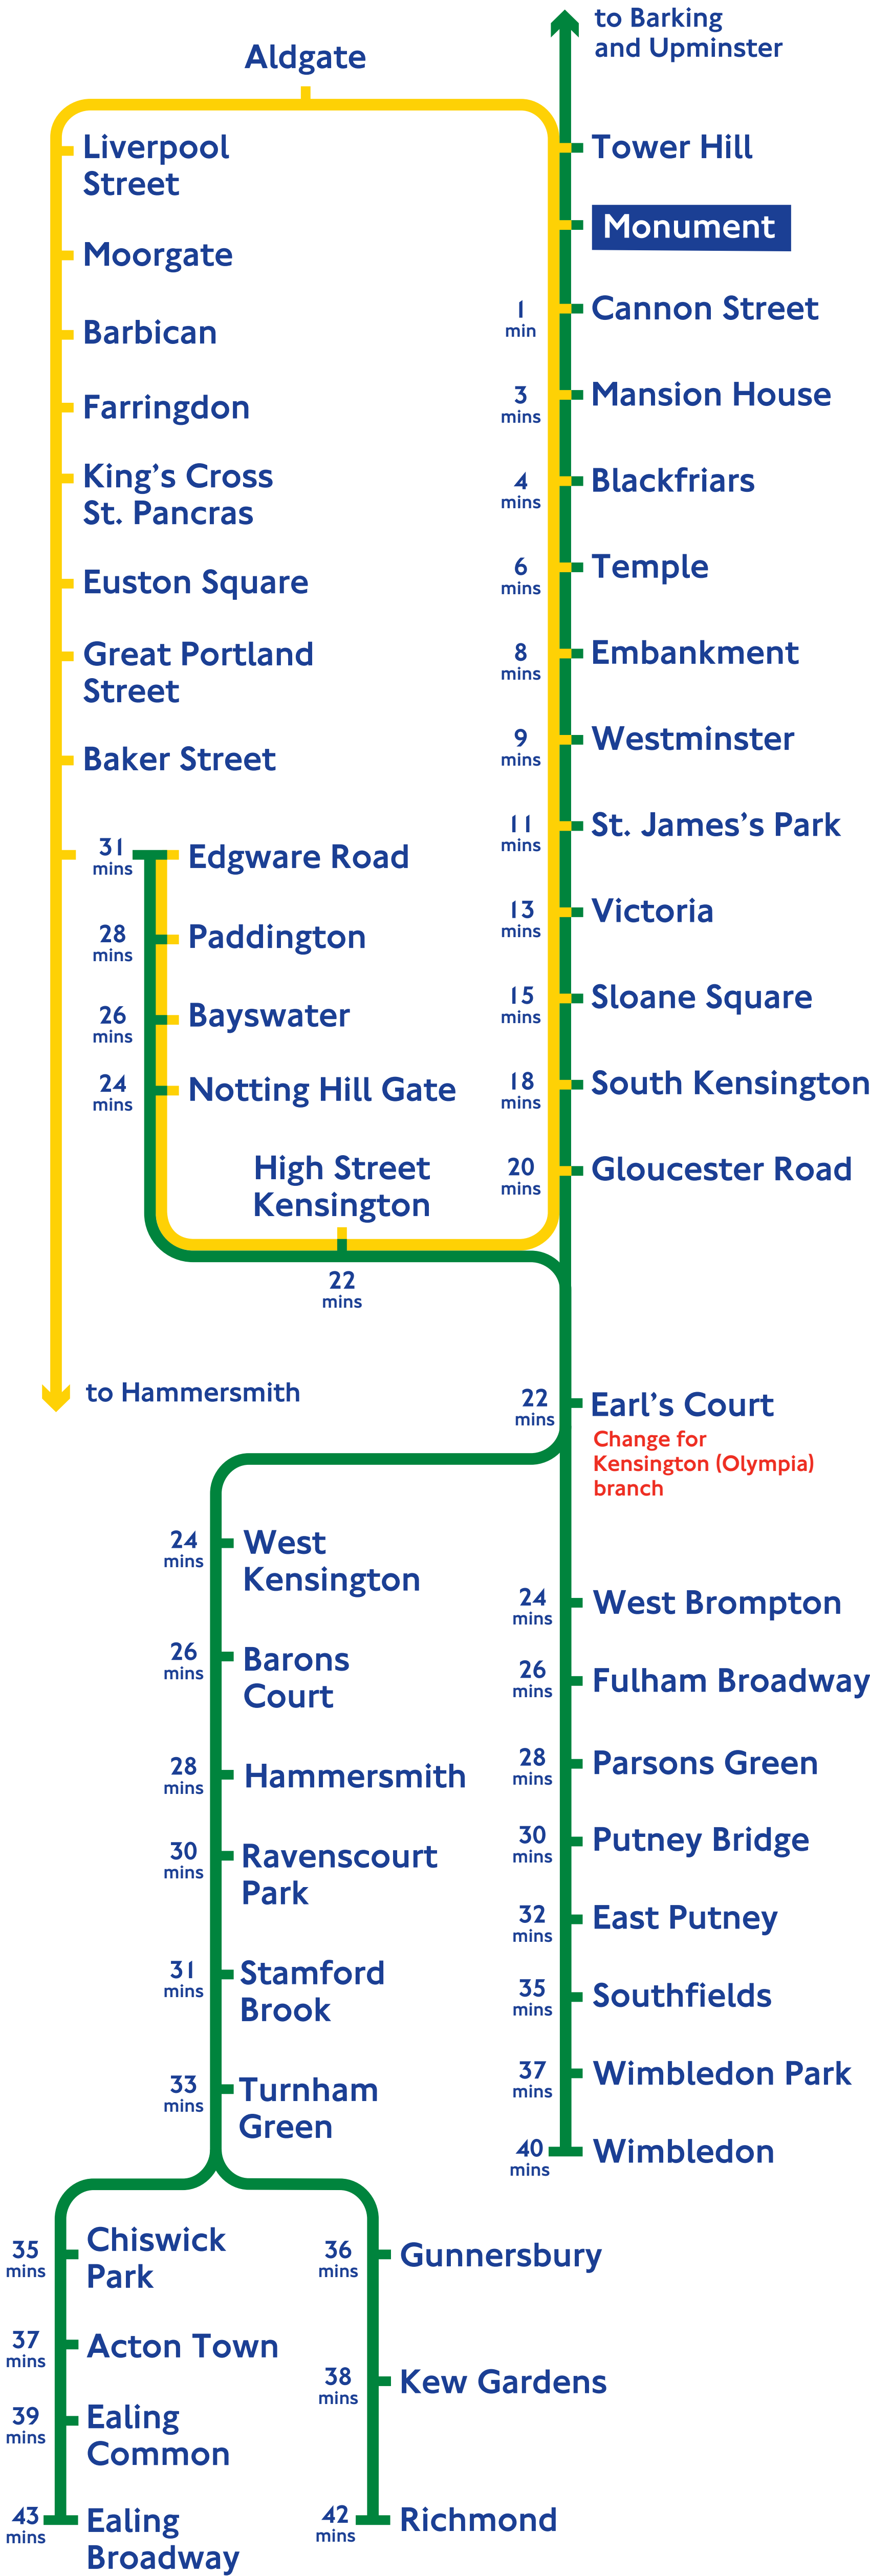 to Barking
and Upminster
Aldgate
Liverpool
Street
Moorgate
Barbican
Farringdon
King's Cross
St. Pancras
Euston Square
Great Portland
Street
Baker Street
31
mins
Edgware Road
28
mins
Paddington
26
mins
Bayswater
24
mins
Notting Hill Gate
High Street
Kensington
22
mins
to Hammersmith
Tower Hill
Monument
1
min
Cannon Street
3
mins
Mansion House
4
mins
Blackfriars
6
mins
Temple
8
mins
Embankment
9
mins
Westminster
11
mins
St. James's Park
13
mins
Victoria
15
mins
Sloane Square
18
mins
South Kensington
20
mins
Gloucester Road
22
mins
Earl's Court
Change for
Kensington (Olympia)
branch
24
mins
West
Kensington
26
mins
Barons
Court
28
mins
Hammersmith
30
mins
Ravenscourt
Park
31
mins
Stamford
Brook
33
mins
Turnham
Green
24
mins
West Brompton
26
mins
Fulham Broadway
28
mins
Parsons Green
30
mins
Putney Bridge
32
mins
East Putney
35
mins
Southfields
37
mins
Wimbledon Park
40
mins
Wimbledon
35
mins
Chiswick
Park
37
mins
Acton Town
39
mins
Ealing
Common
43
mins
Ealing
Broadway
36
mins
Gunnersbury
38
mins
Kew Gardens
42
mins
Richmond